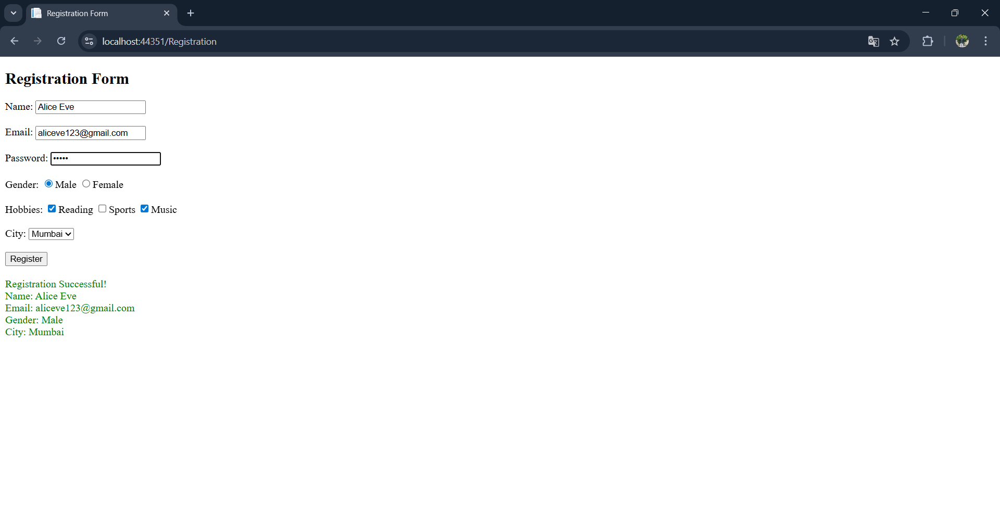 Registration Form
localhost:44351/Registration
Registration Form
Name: Alice Eve
Email: aliceve123@gmail.com
Password: •••••
Gender: Male Female
Hobbies: Reading Sports Music
City: Mumbai
Register
Registration Successful!
Name: Alice Eve
Email: aliceve123@gmail.com
Gender: Male
City: Mumbai